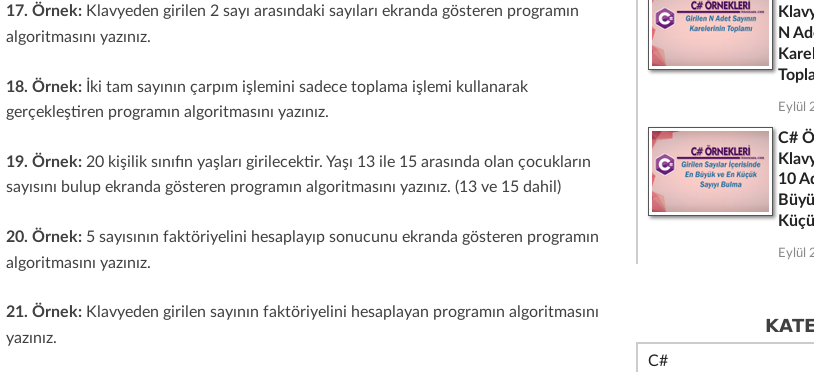 17. Örnek: Klavyeden girilen 2 sayı arasındaki sayıları ekranda gösteren programın
algoritmasını yazınız.
18. Örnek: İki tam sayının çarpım işlemini sadece toplama işlemi kullanarak
gerçekleştiren programın algoritmasını yazınız.
19. Örnek: 20 kişilik sınıfın yaşları girilecektir. Yaşı 13 ile 15 arasında olan çocukların
sayısını bulup ekranda gösteren programın algoritmasını yazınız. (13 ve 15 dahil)
20. Örnek: 5 sayısının faktöriyelini hesaplayıp sonucunu ekranda gösteren programın
algoritmasını yazınız.
21. Örnek: Klavyeden girilen sayının faktöriyelini hesaplayan programın algoritmasını
yazınız.
C# ÖRNEKLERİ
Girilen N Adet Sayının
Karelerinin Toplamı
Klavy
N Ade
Karel
Topla
Eylül 2
C# ÖRNEKLERİ
Girilen Sayılar İçerisinde
En Büyük ve En Küçük
Sayıyı Bulma
C# Ö
Klavy
10 Ad
Büyü
Küçü
Eylül 2
KATE
C#